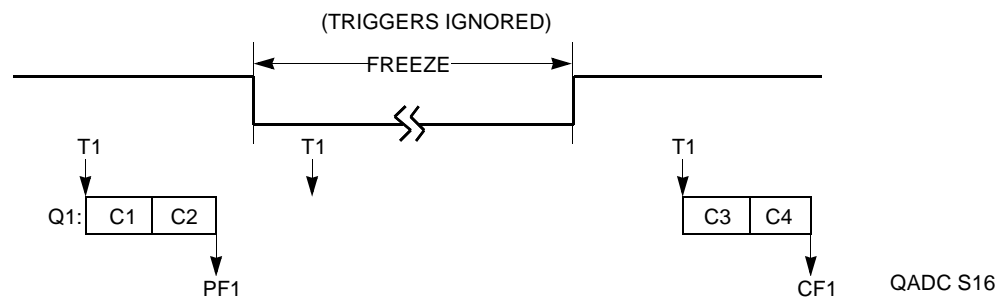 (TRIGGERS IGNORED)
FREEZE
T1 T1 T1
Q1: C1 C2 C3 C4
PF1 CF1 QADC S16